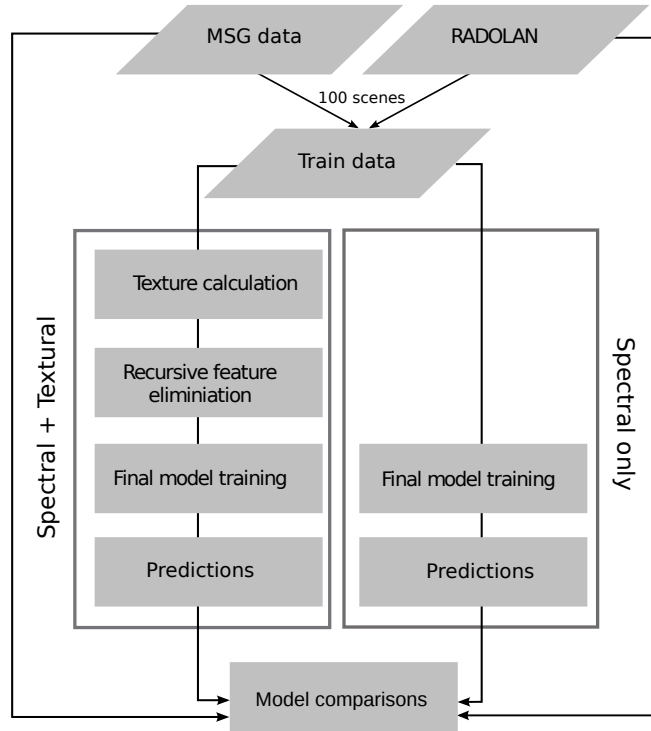 MSG data
RADOLAN
100 scenes
Train data
Spectral + Textural
Texture calculation
Recursive feature
eliminiation
Final model training
Predictions
Spectral only
Final model training
Predictions
Model comparisons